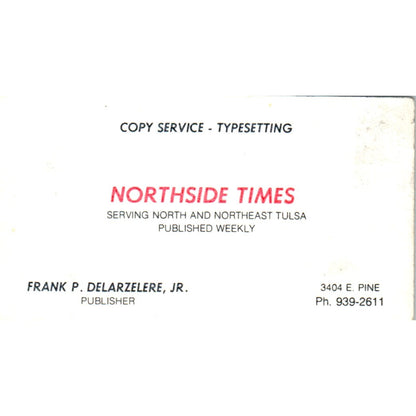 COPY SERVICE - TYPESETTING
NORTHSIDE TIMES
SERVING NORTH AND NORTHEAST TULSA
PUBLISHED WEEKLY
FRANK P. DELARZELERE, JR.
PUBLISHER
3404 E. PINE
Ph. 939-2611